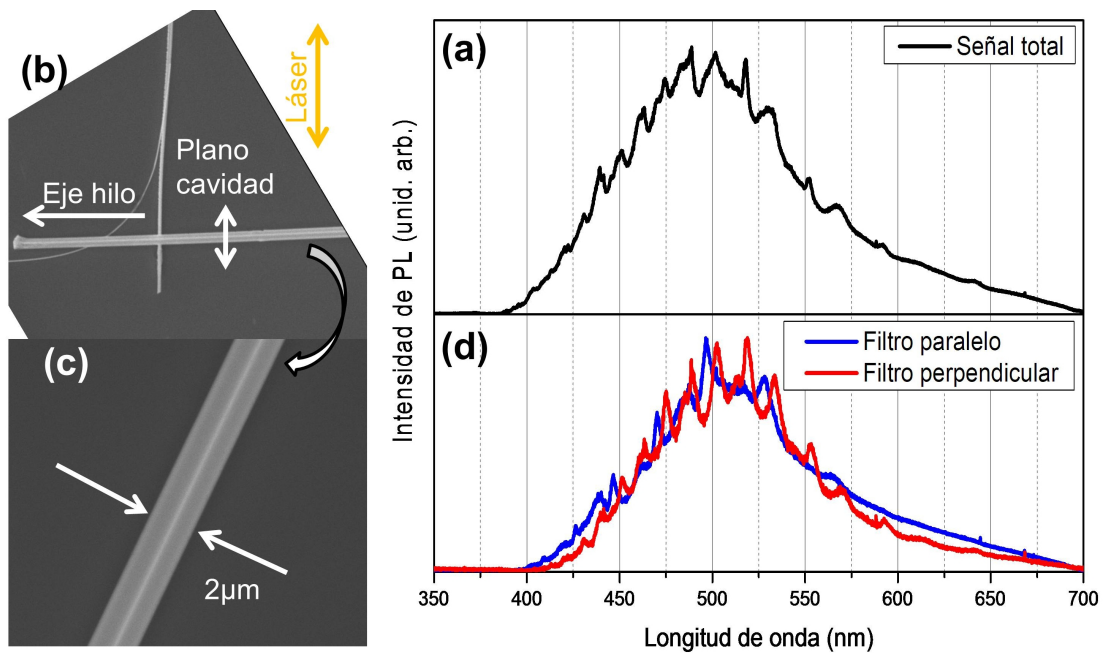 (b)
Láser
Plano
cavidad
Eje hilo
(c)
2µm
(a)
Señal total
Intensidad de PL (unid. arb.)
(d)
Filtro paralelo
Filtro perpendicular
350 400 450 500 550 600 650 700
Longitud de onda (nm)